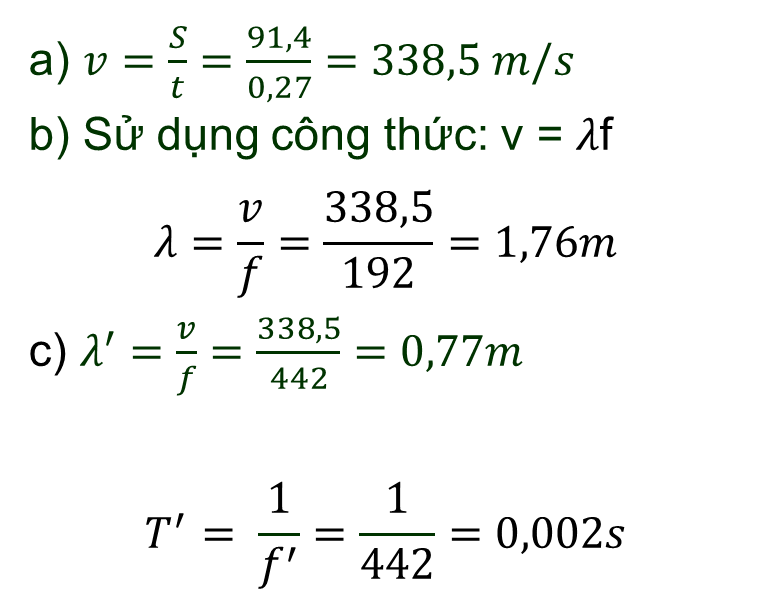 a) v = S/t = 91,4/0,27 = 338,5 m/s
b) Sử dụng công thức: v = λf
λ = v/f = 338,5/192 = 1,76m
c) λ′ = v/f = 338,5/442 = 0,77m
T′ = 1/f′ = 1/442 = 0,002s